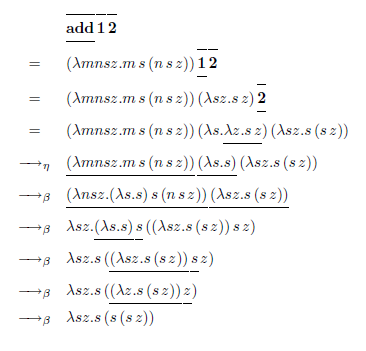 add 1 2
= (λmnsz.m s (n s z)) 1 2
= (λmnsz.m s (n s z)) (λsz.s z) 2
= (λmnsz.m s (n s z)) (λs.λz.s z) (λsz.s (s z))
⟶η (λmnsz.m s (n s z)) (λs.s) (λsz.s (s z))
⟶β (λnsz.(λs.s) s (n s z)) (λsz.s (s z))
⟶β λsz.(λs.s) s ((λsz.s (s z)) s z)
⟶β λsz.s ((λsz.s (s z)) s z)
⟶β λsz.s ((λz.s (s z)) z)
⟶β λsz.s (s (s z))